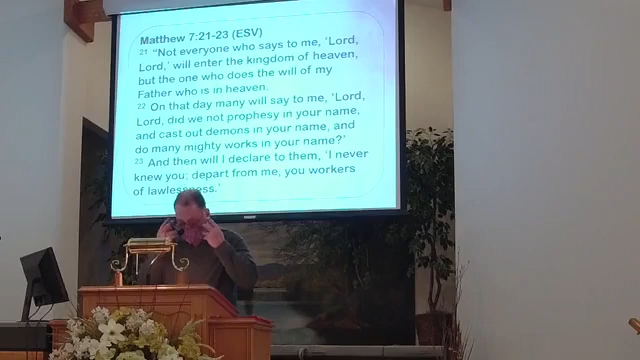 Matthew 7:21-23 (ESV)
21 "Not everyone who says to me, 'Lord,
Lord,' will enter the kingdom of heaven,
but the one who does the will of my
Father who is in heaven.
22 On that day many will say to me, 'Lord,
Lord, did we not prophesy in your name,
and cast out demons in your name, and
do many mighty works in your name?'
23 And then will I declare to them, 'I never
knew you; depart from me, you workers
of lawlessness.'